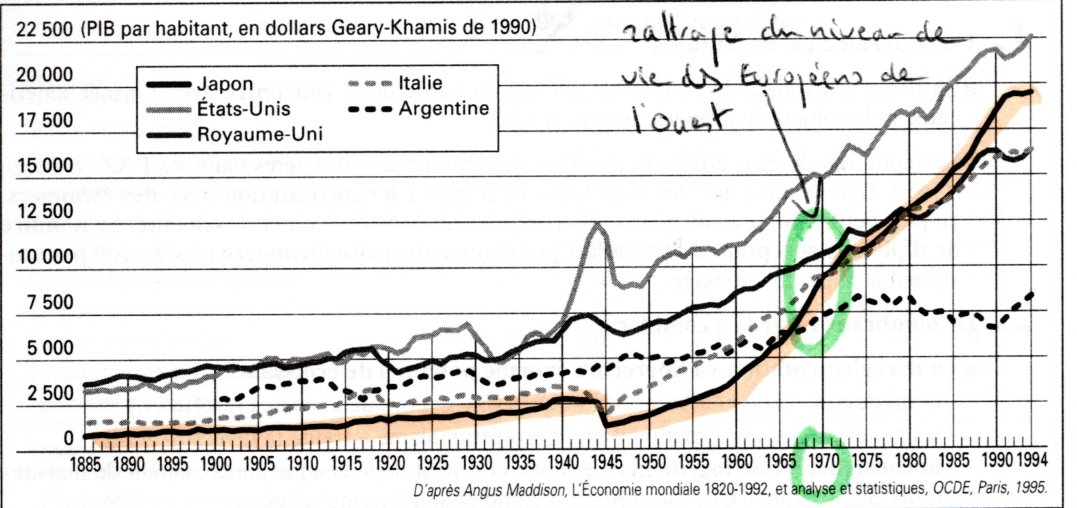 22 500 (PIB par habitant, en dollars Geary-Khamis de 1990)
rattrape du niveau de
vie des Européens de
l'Ouest
20 000
17 500
15 000
12 500
10 000
7 500
5 000
2 500
0
Japon
États-Unis
Royaume-Uni
Italie
Argentine
1885 1890 1895 1900 1905 1910 1915 1920 1925 1930 1935 1940 1945 1950 1955 1960 1965 1970 1975 1980 1985 1990 1994
D'après Angus Maddison, L'Économie mondiale 1820-1992, et analyse et statistiques, OCDE, Paris, 1995.